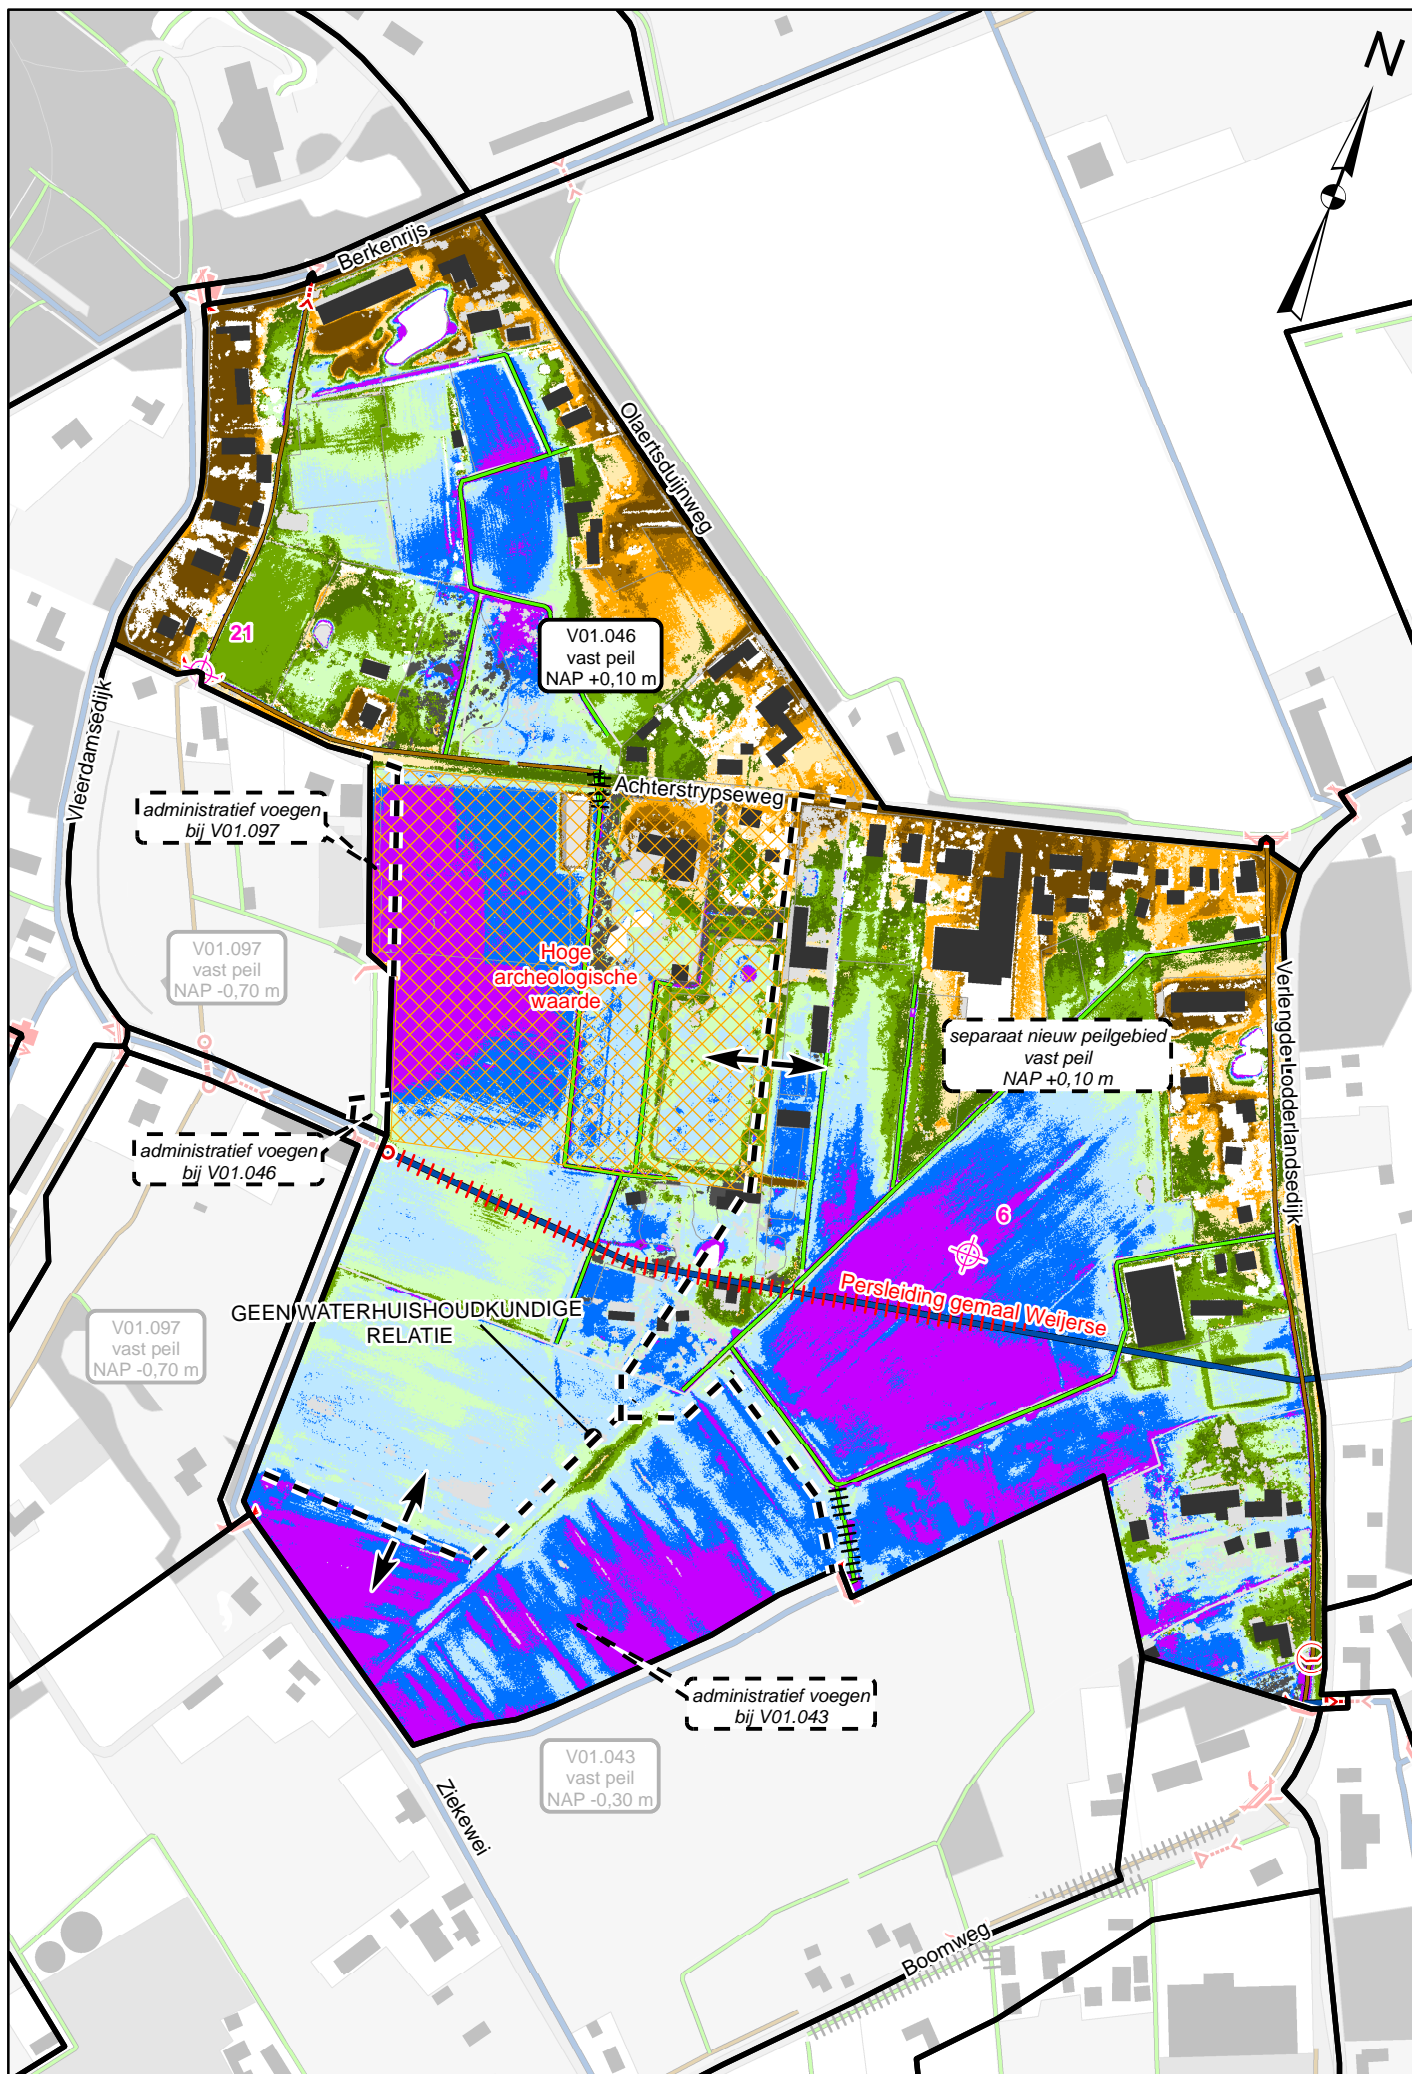 N
Berkenrijs
Olaertsduijnweg
21
V01.046
vast peil
NAP +0,10 m
Vleerdamsedijk
Achterstrypseweg
administratief voegen
bij V01.097
V01.097
vast peil
NAP -0,70 m
Hoge
archeologische
waarde
separaat nieuw peilgebied
vast peil
NAP +0,10 m
Verlengde Lodderlandsedijk
administratief voegen
bij V01.046
6
Persleiding gemaal Weijerse
GEEN WATERHUISHOUDKUNDIGE
RELATIE
V01.097
vast peil
NAP -0,70 m
administratief voegen
bij V01.043
V01.043
vast peil
NAP -0,30 m
Ziekewei
Boomweg